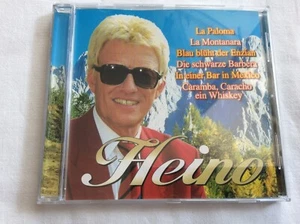 La Paloma
La Montanara
Blau blüht der Enzian
Die schwarze Barbara
In einer Bar in Mexiko
Caramba, Caracho
ein Whiskey
Heino